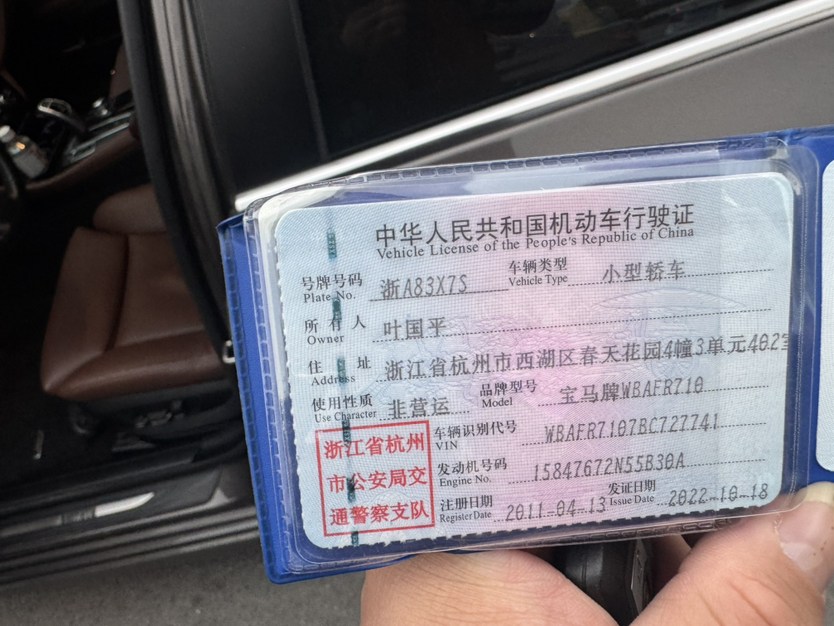 中华人民共和国机动车行驶证
Vehicle License of the People's Republic of China
号牌号码 浙A83X7S 车辆类型 小型轿车
Plate No. Vehicle Type
所有人 叶国平
Owner
住址 浙江省杭州市西湖区春天花园4幢3单元402室
Address
使用性质 非营运 品牌型号 宝马牌WBAFR710
Use Character Model
浙江省杭州
市公安局交
通警察支队
车辆识别代号 WBAFR7107BC727741
VIN
发动机号码 15847672N55B30A
Engine No.
注册日期 2011-04-13 发证日期 2022-10-18
Register Date Issue Date